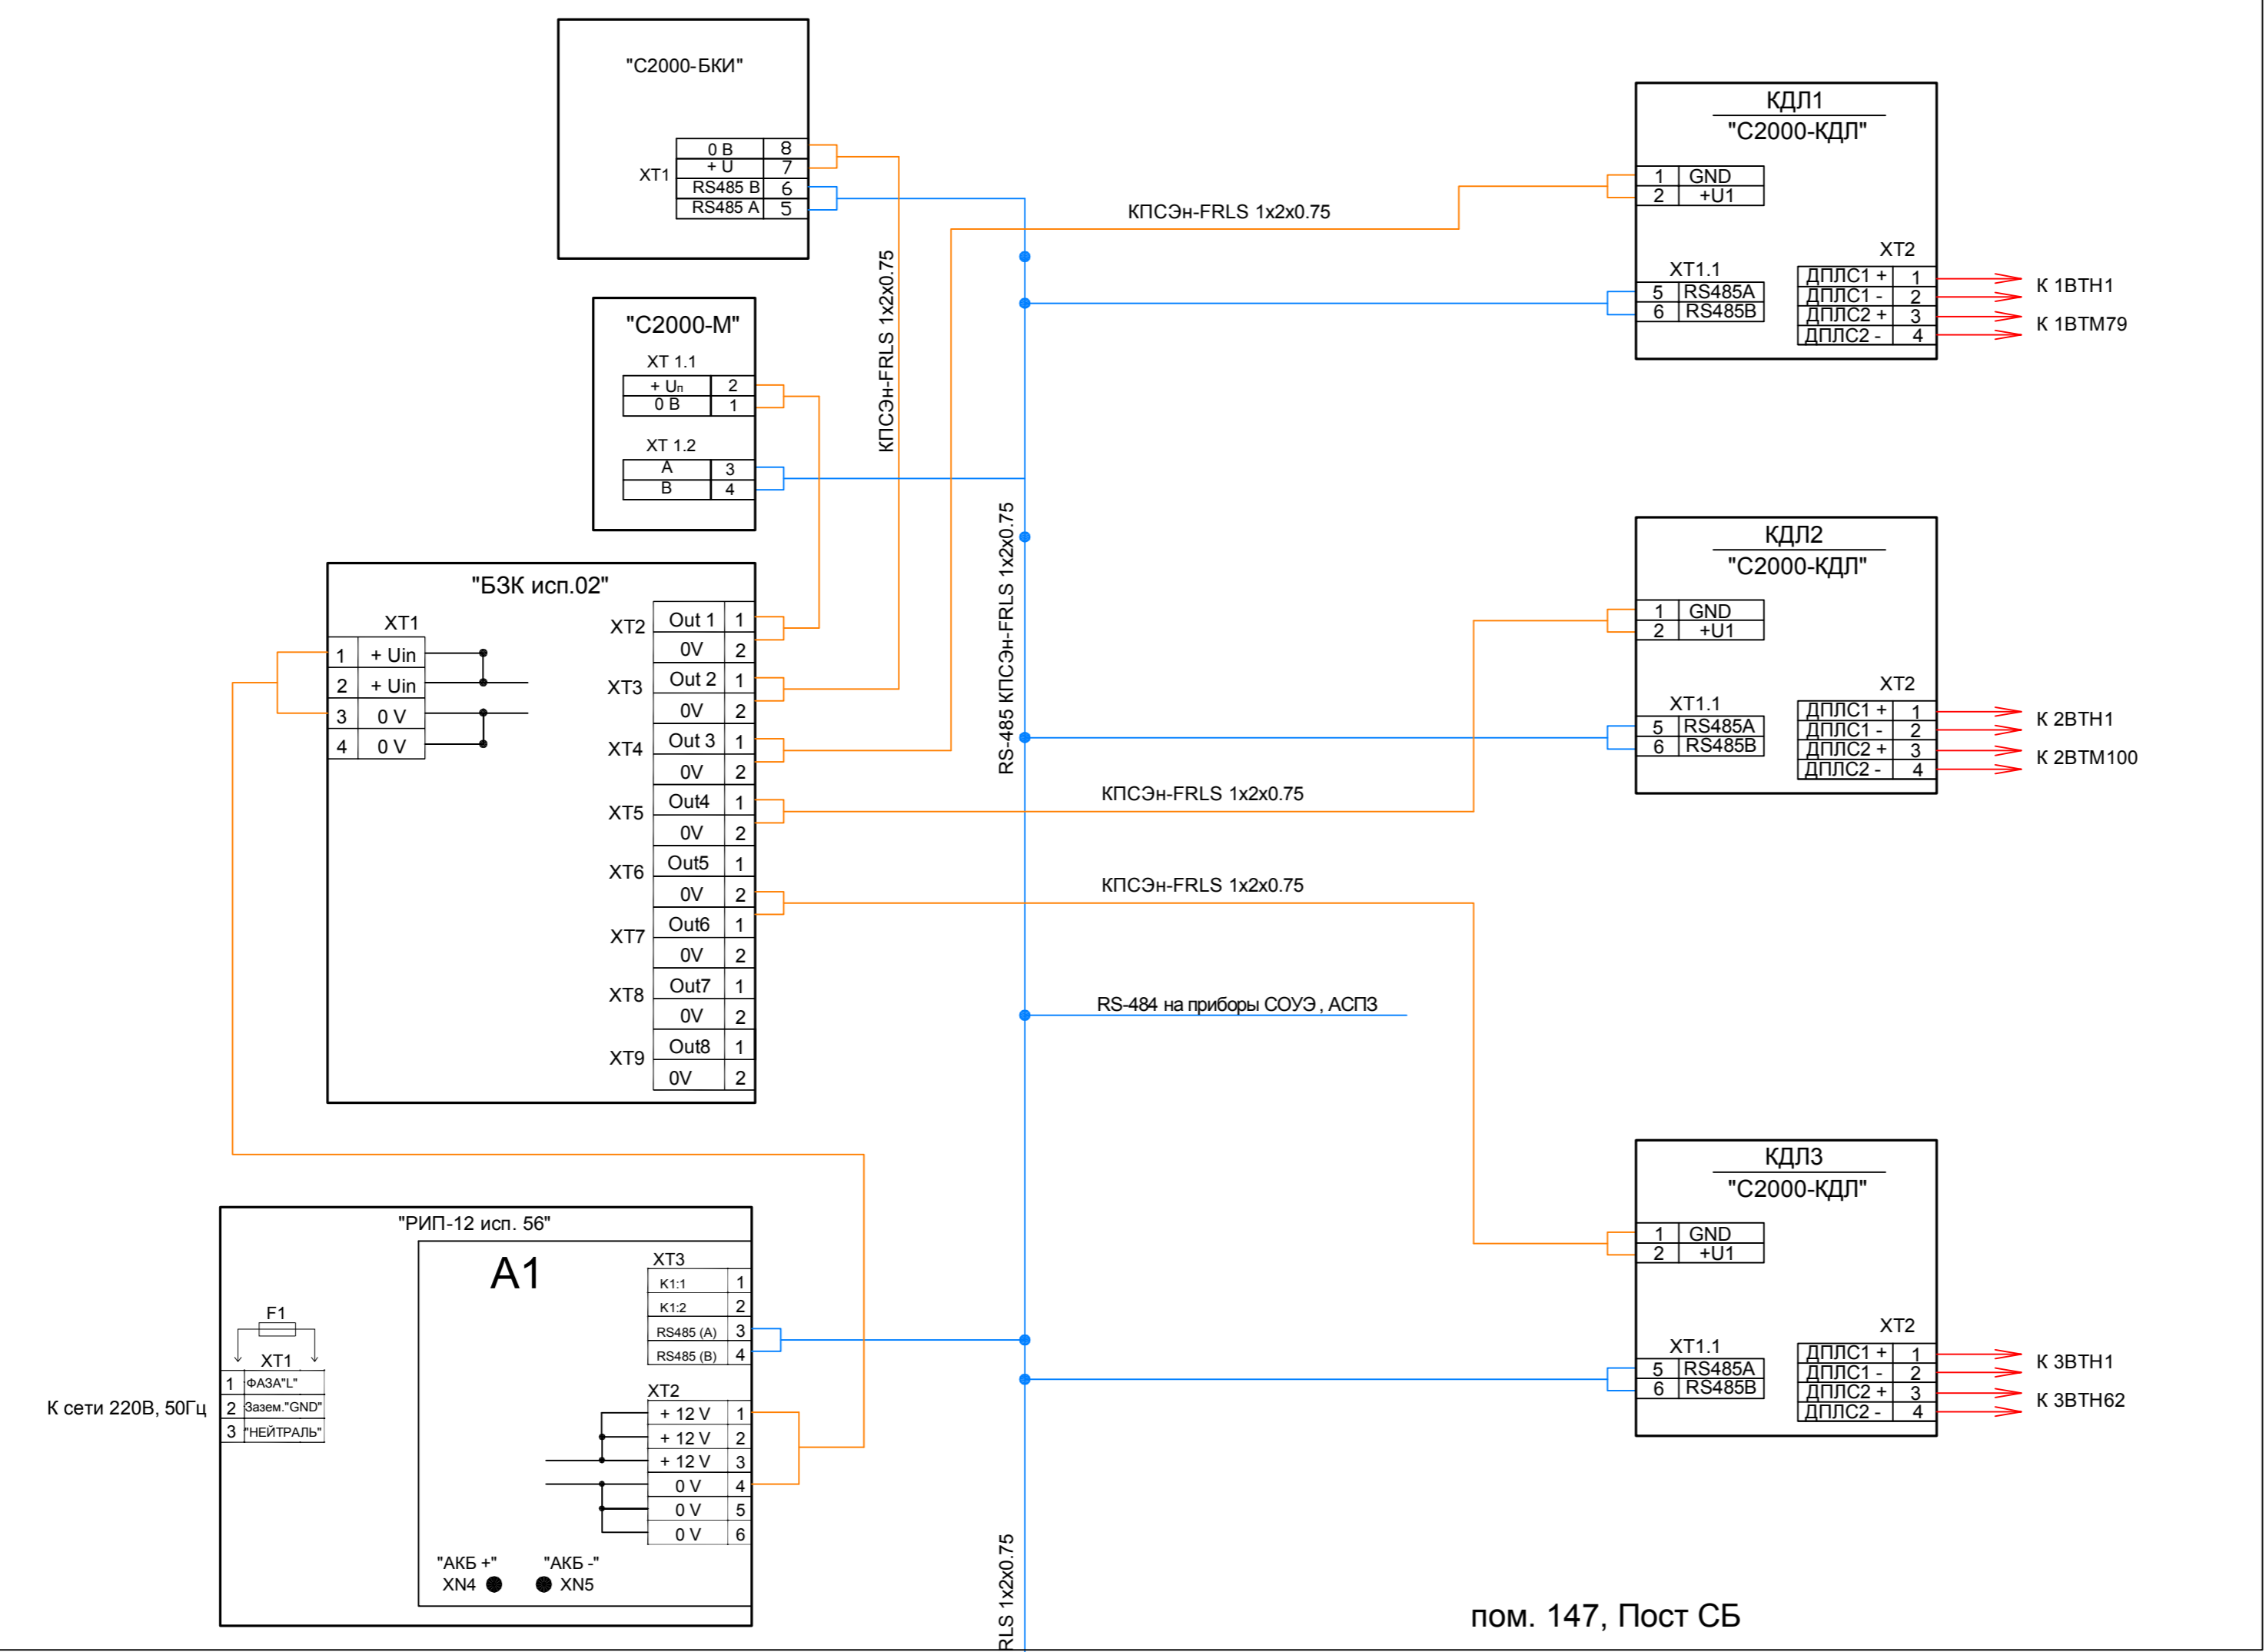 "С2000-БКИ"
0 В 8
+ U 7
XT1
RS485 B 6
RS485 A 5
"С2000-М"
XT 1.1
+ Uп 2
0 В 1
XT 1.2
A 3
B 4
КПСЭн-FRLS 1x2x0.75
КПСЭн-FRLS 1x2x0.75
RS-485 КПСЭн-FRLS 1x2x0.75
КДЛ1
"С2000-КДЛ"
1 GND
2 +U1
XT1.1
5 RS485A
6 RS485B
XT2
ДПЛС1 + 1
ДПЛС1 - 2
ДПЛС2 + 3
ДПЛС2 - 4
К 1BTH1
К 1BTM79
"БЗК исп.02"
XT1
1 + Uin
2 + Uin
3 0 V
4 0 V
XT2
Out 1 1
0V 2
XT3
Out 2 1
0V 2
XT4
Out 3 1
0V 2
XT5
Out4 1
0V 2
XT6
Out5 1
0V 2
XT7
Out6 1
0V 2
XT8
Out7 1
0V 2
XT9
Out8 1
0V 2
КДЛ2
"С2000-КДЛ"
1 GND
2 +U1
XT1.1
5 RS485A
6 RS485B
XT2
ДПЛС1 + 1
ДПЛС1 - 2
ДПЛС2 + 3
ДПЛС2 - 4
К 2BTH1
К 2BTM100
КПСЭн-FRLS 1x2x0.75
КПСЭн-FRLS 1x2x0.75
RS-484 на приборы СОУЭ , АСПЗ
"РИП-12 исп. 56"
A1
XT3
K1:1 1
K1:2 2
RS485 (A) 3
RS485 (B) 4
F1
XT1
1 ФАЗА"L"
2 Зазем."GND"
3 "НЕЙТРАЛЬ"
К сети 220В, 50Гц
XT2
+ 12 V 1
+ 12 V 2
+ 12 V 3
0 V 4
0 V 5
0 V 6
"АКБ +" "АКБ -"
XN4 XN5
КДЛ3
"С2000-КДЛ"
1 GND
2 +U1
XT1.1
5 RS485A
6 RS485B
XT2
ДПЛС1 + 1
ДПЛС1 - 2
ДПЛС2 + 3
ДПЛС2 - 4
К 3BTH1
К 3BTH62
RLS 1x2x0.75
пом. 147, Пост СБ